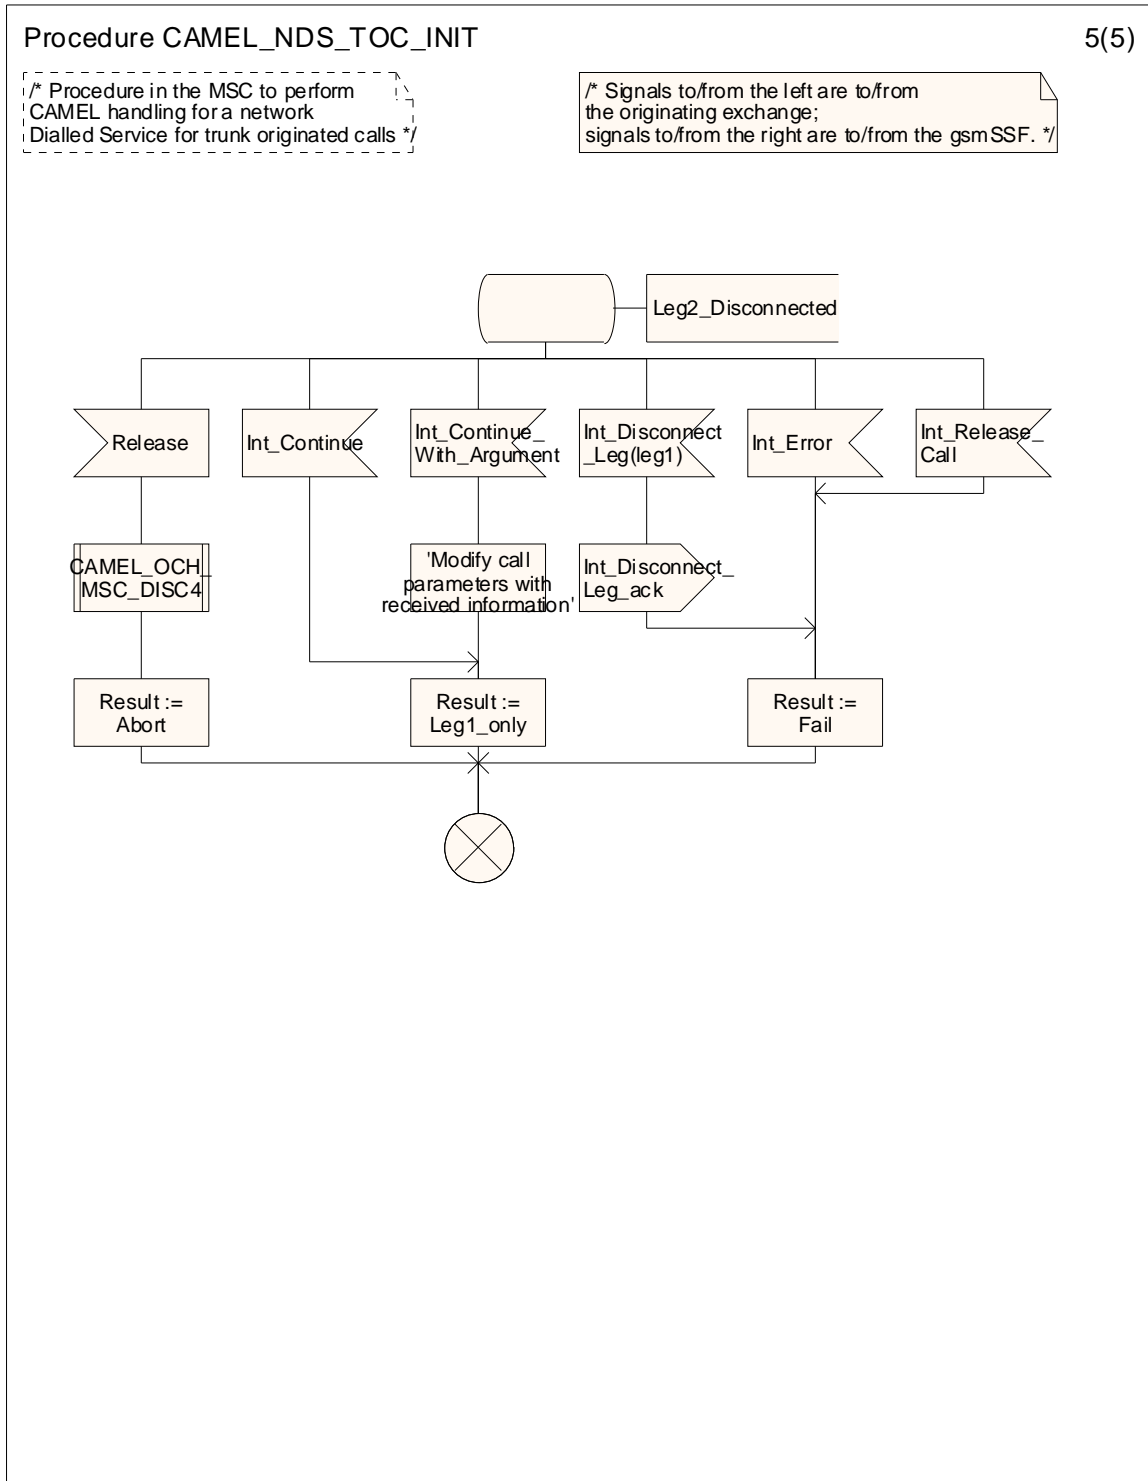 Procedure CAMEL_NDS_TOC_INIT
5(5)
/* Procedure in the MSC to perform
CAMEL handling for a network
Dialled Service for trunk originated calls */
/* Signals to/from the left are to/from
the originating exchange;
signals to/from the right are to/from the gsmSSF. */
Leg2_Disconnected
Release
Int_Continue
Int_Continue_
With_Argument
Int_Disconnect
_Leg(leg1)
Int_Error
Int_Release_
Call
CAMEL_OCH_
MSC_DISC4
'Modify call
parameters with
received information'
Int_Disconnect_
Leg_ack
Result :=
Abort
Result :=
Leg1_only
Result :=
Fail